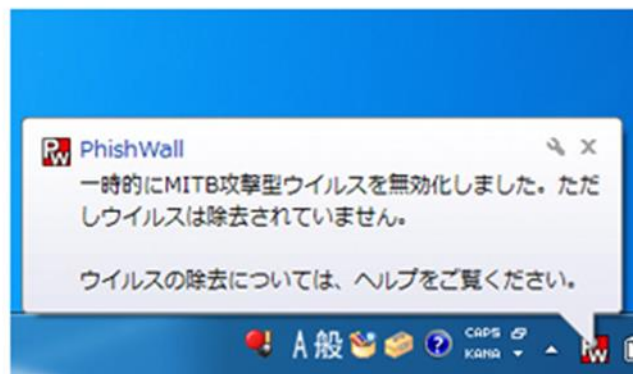 PhishWall
一時的にMITB攻撃型ウイルスを無効化しました。ただ
しウイルスは除去されていません。
ウイルスの除去については、ヘルプをご覧ください。
A 般 CAPS
KANA
PW